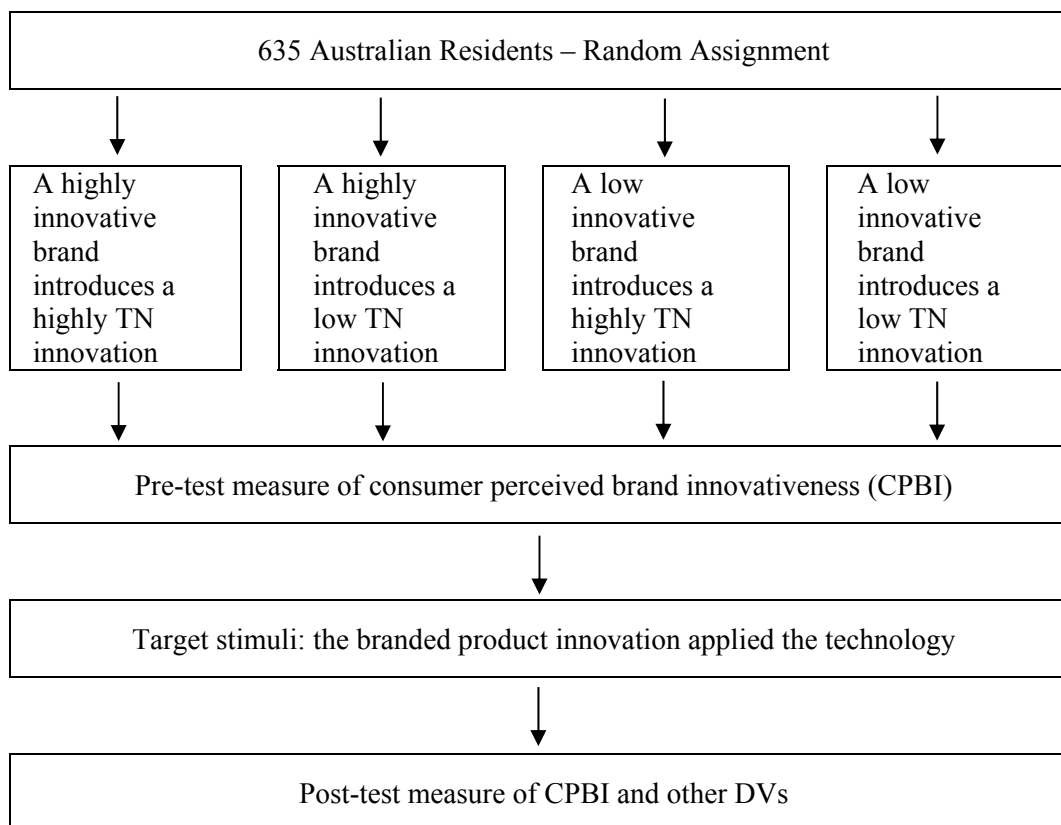 635 Australian Residents – Random Assignment
A highly
innovative
brand
introduces a
highly TN
innovation
A highly
innovative
brand
introduces a
low TN
innovation
A low
innovative
brand
introduces a
highly TN
innovation
A low
innovative
brand
introduces a
low TN
innovation
Pre-test measure of consumer perceived brand innovativeness (CPBI)
Target stimuli: the branded product innovation applied the technology
Post-test measure of CPBI and other DVs